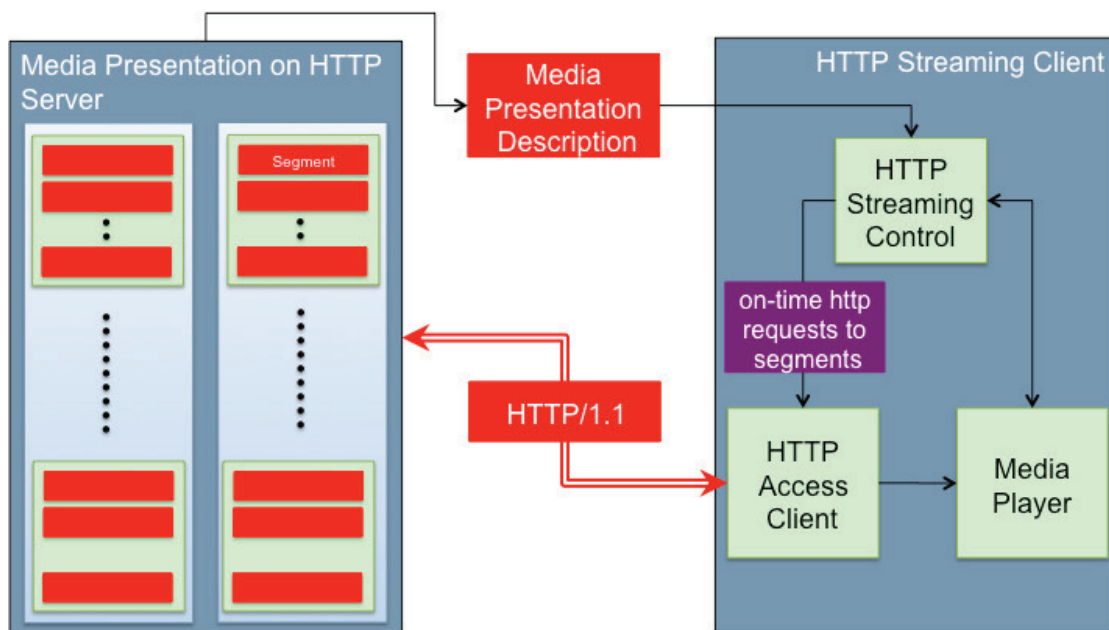 Media Presentation on HTTP
Server
Segment
Media
Presentation
Description
HTTP/1.1
HTTP Streaming Client
HTTP
Streaming
Control
on-time http
requests to
segments
HTTP
Access
Client
Media
Player